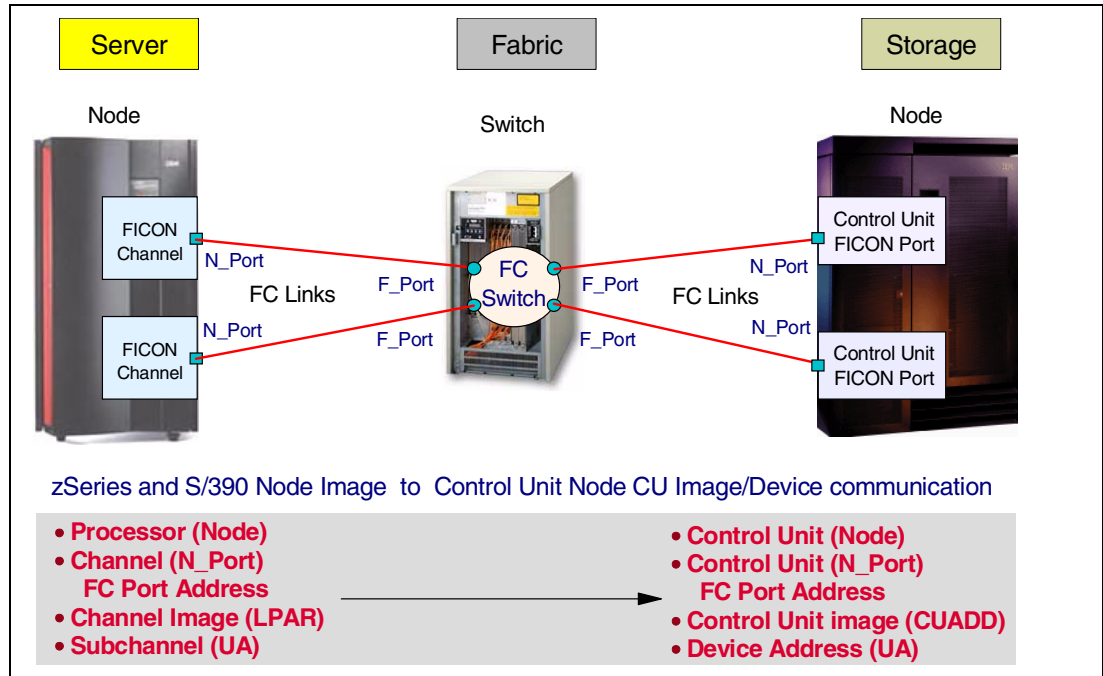 Server
Fabric
Storage
Node
Switch
Node
FICON
Channel
N_Port
FC Links
F_Port
N_Port
FICON
Channel
F_Port
FC
Switch
F_Port
FC Links
N_Port
Control Unit
FICON Port
F_Port
N_Port
Control Unit
FICON Port
zSeries and S/390 Node Image to Control Unit Node CU Image/Device communication
• Processor (Node)
• Channel (N_Port)
FC Port Address
• Channel Image (LPAR)
• Subchannel (UA)
• Control Unit (Node)
• Control Unit (N_Port)
FC Port Address
• Control Unit image (CUADD)
• Device Address (UA)